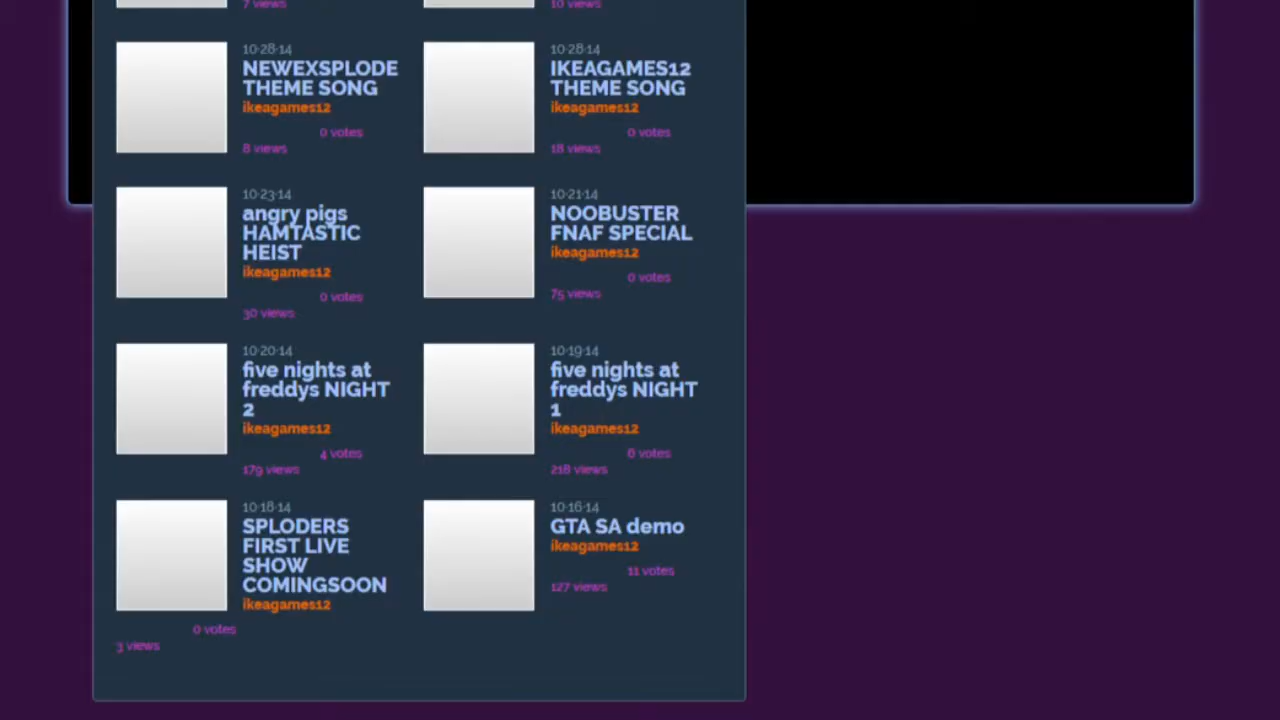 7 views
10 views
10·28·14
NEWEXSPLODE
THEME SONG
ikeagames12
0 votes
8 views
10·28·14
IKEAGAMES12
THEME SONG
ikeagames12
0 votes
18 views
10·23·14
angry pigs
HAMTASTIC
HEIST
ikeagames12
0 votes
30 views
10·21·14
NOOBUSTER
FNAF SPECIAL
ikeagames12
0 votes
75 views
10·20·14
five nights at
freddys NIGHT
2
ikeagames12
4 votes
179 views
10·19·14
five nights at
freddys NIGHT
1
ikeagames12
6 votes
218 views
10·18·14
SPLODERS
FIRST LIVE
SHOW
COMINGSOON
ikeagames12
0 votes
3 views
10·16·14
GTA SA demo
ikeagames12
11 votes
127 views